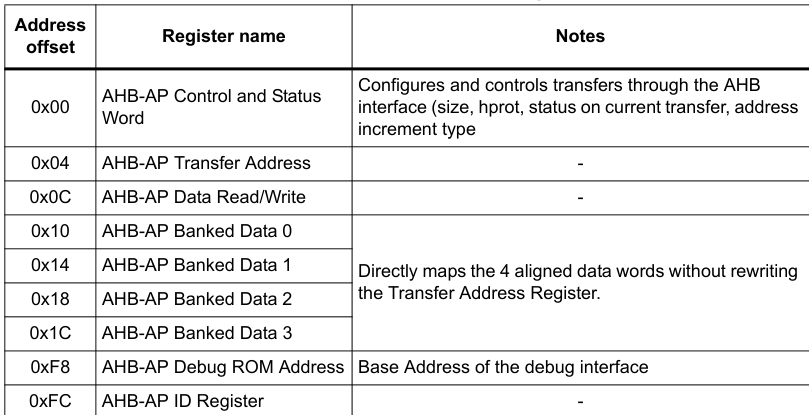 Address offset Register name Notes
0x00 AHB-AP Control and Status Word Configures and controls transfers through the AHB interface (size, hprot, status on current transfer, address increment type
0x04 AHB-AP Transfer Address -
0x0C AHB-AP Data Read/Write -
0x10 AHB-AP Banked Data 0
0x14 AHB-AP Banked Data 1
0x18 AHB-AP Banked Data 2
0x1C AHB-AP Banked Data 3
Directly maps the 4 aligned data words without rewriting
the Transfer Address Register.
0xF8 AHB-AP Debug ROM Address Base Address of the debug interface
0xFC AHB-AP ID Register -